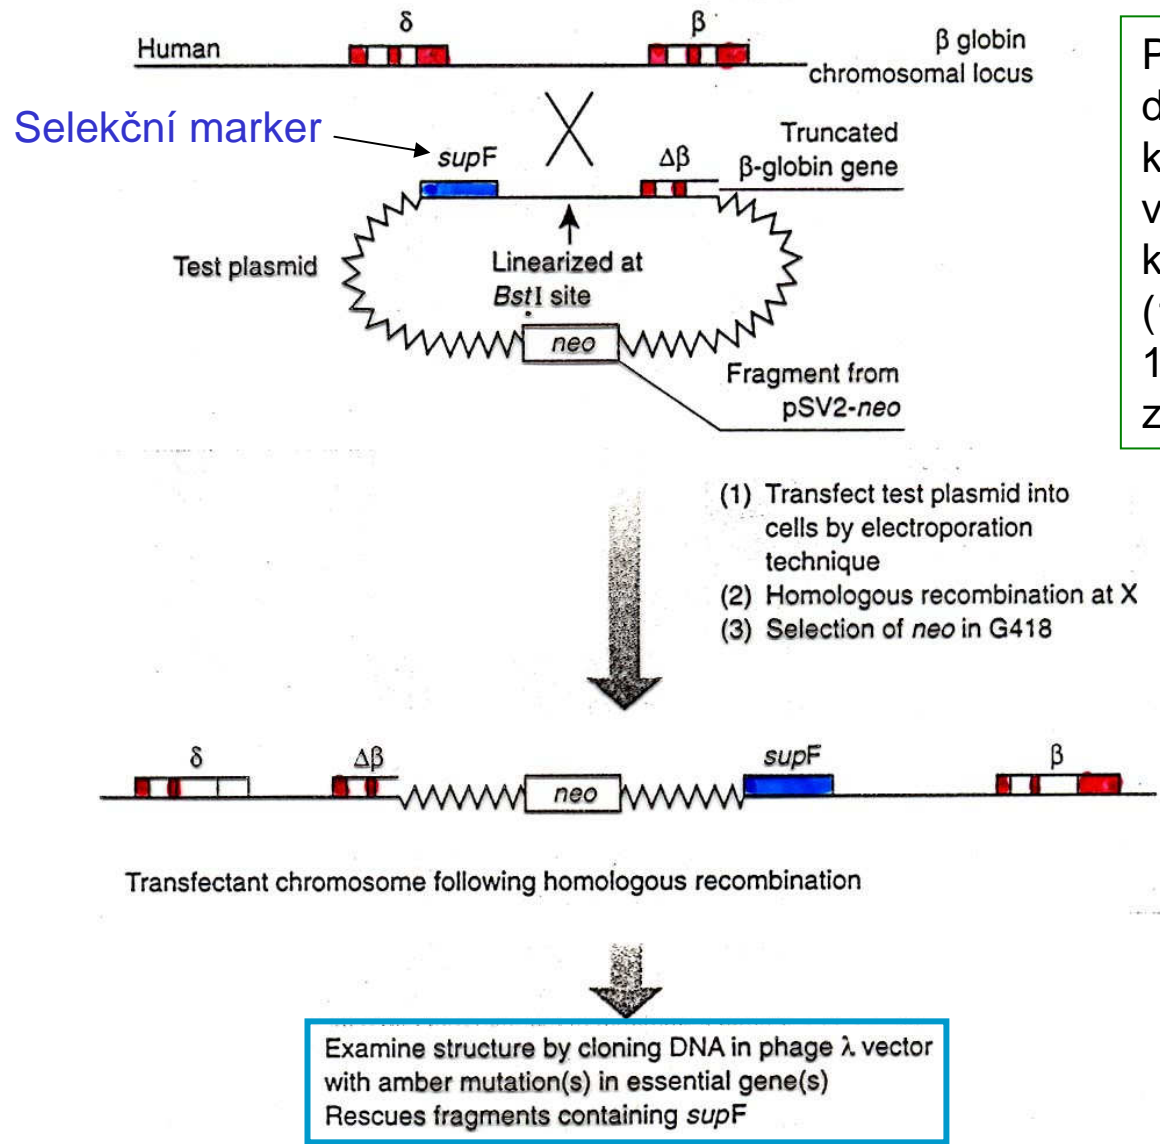 δ
β
Human
β globin
chromosomal locus
Selekční marker
Truncated
β-globin gene
supF
Δβ
Test plasmid
Linearized at
BstI site
neo
Fragment from
pSV2-neo
(1) Transfect test plasmid into
cells by electroporation
technique
(2) Homologous recombination at X
(3) Selection of neo in G418
δ
Δβ
neo
supF
β
Transfectant chromosome following homologous recombination
Examine structure by cloning DNA in phage λ vector
with amber mutation(s) in essential gene(s)
Rescues fragments containing supF